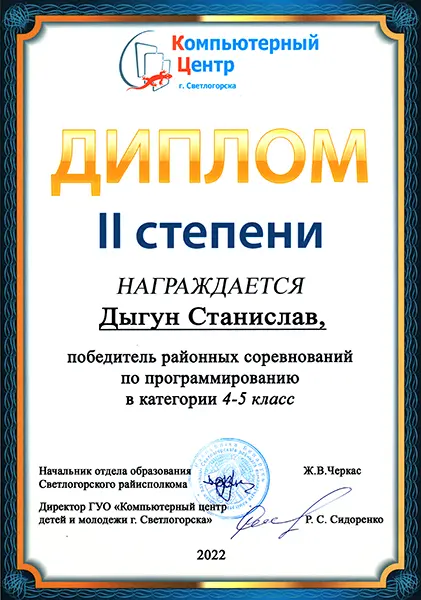 Компьютерный
Центр
г. Светлогорска
ДИПЛОМ
II степени
НАГРАЖДАЕТСЯ
Дыгун Станислав,
победитель районных соревнований
по программированию
в категории 4-5 класс
Начальник отдела образования
Светлогорского райисполкома
Ж.В.Черкас
Директор ГУО «Компьютерный центр
детей и молодежи г. Светлогорска»
Р. С. Сидоренко
2022